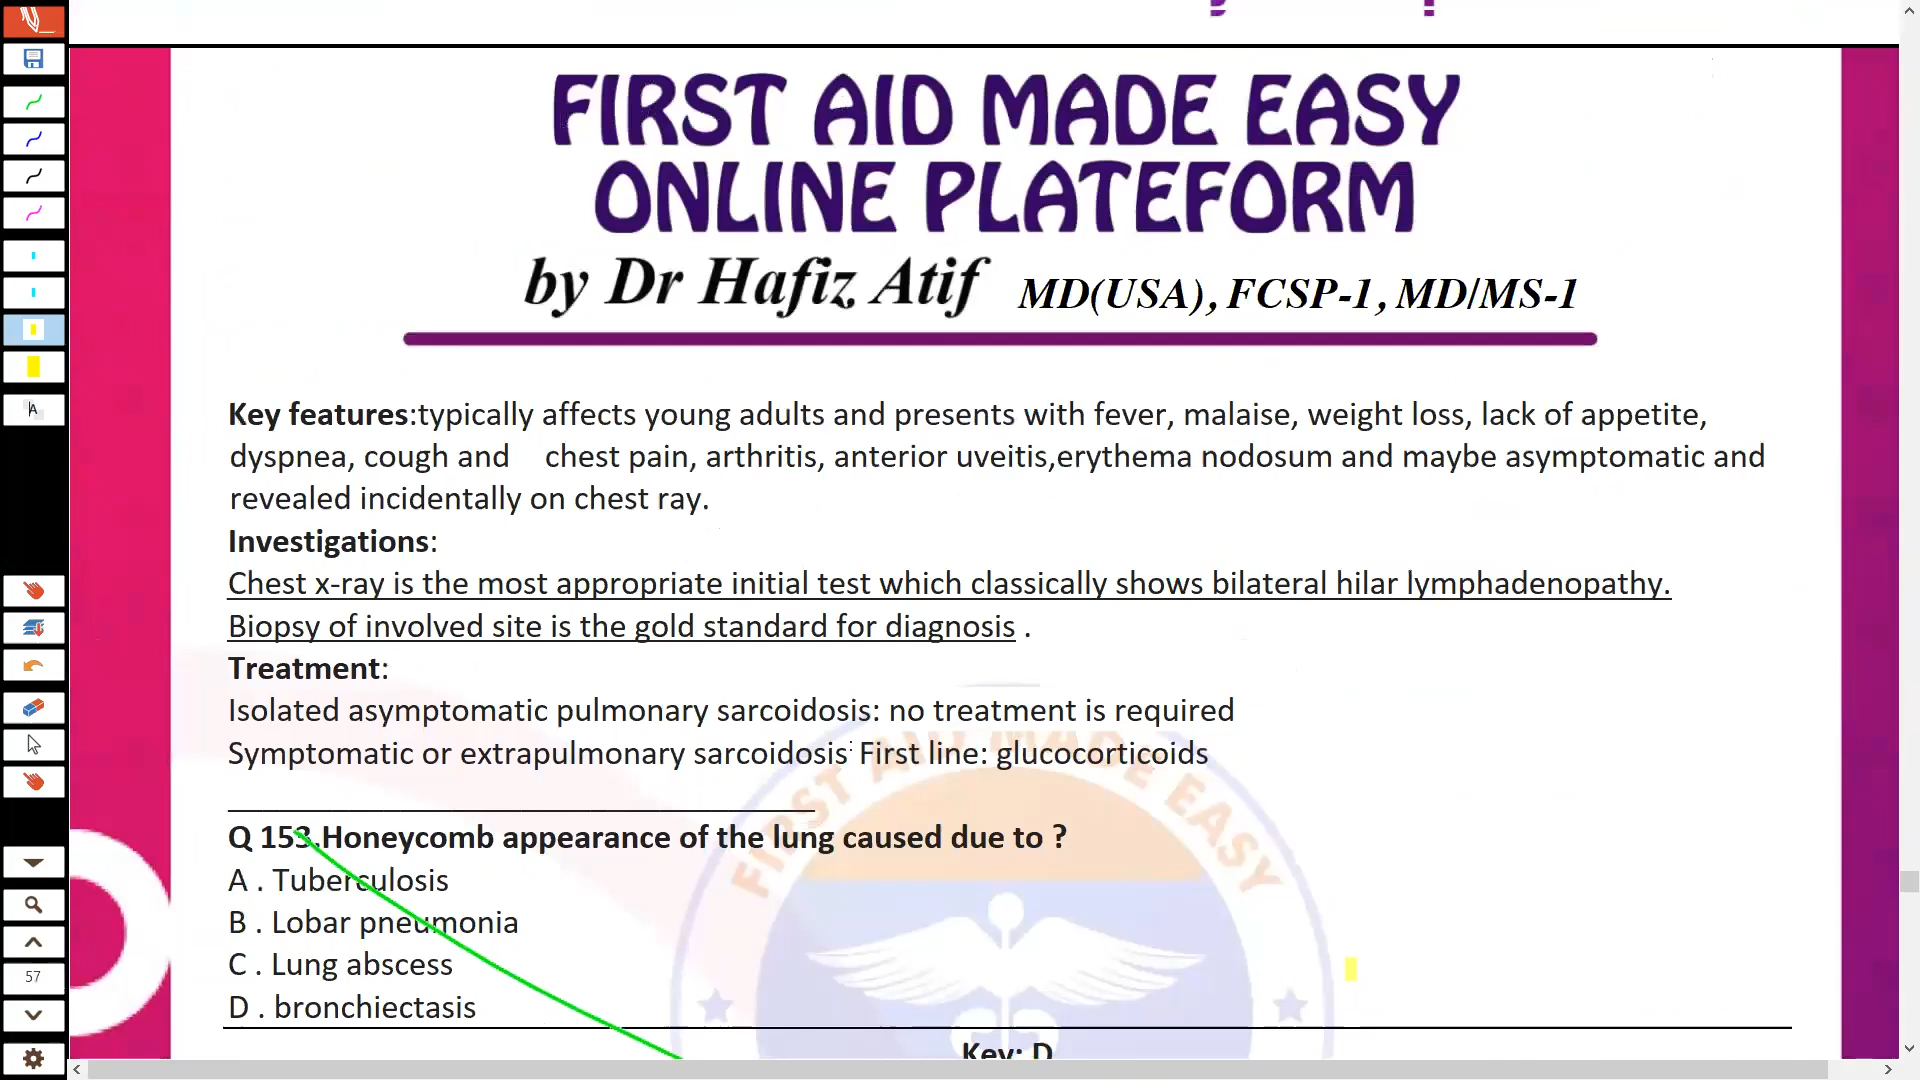 FIRST AID MADE EASY
ONLINE PLATEFORM
by Dr Hafiz Atif MD(USA), FCSP-1, MD/MS-1
Key features:typically affects young adults and presents with fever, malaise, weight loss, lack of appetite,
dyspnea, cough and chest pain, arthritis, anterior uveitis,erythema nodosum and maybe asymptomatic and
revealed incidentally on chest ray.
Investigations:
Chest x-ray is the most appropriate initial test which classically shows bilateral hilar lymphadenopathy.
Biopsy of involved site is the gold standard for diagnosis .
Treatment:
Isolated asymptomatic pulmonary sarcoidosis: no treatment is required
Symptomatic or extrapulmonary sarcoidosis: First line: glucocorticoids
Q 153.Honeycomb appearance of the lung caused due to ?
A . Tuberculosis
B . Lobar pneumonia
C . Lung abscess
D . bronchiectasis
Key: D
FIRST AID MADE EASY
A
57